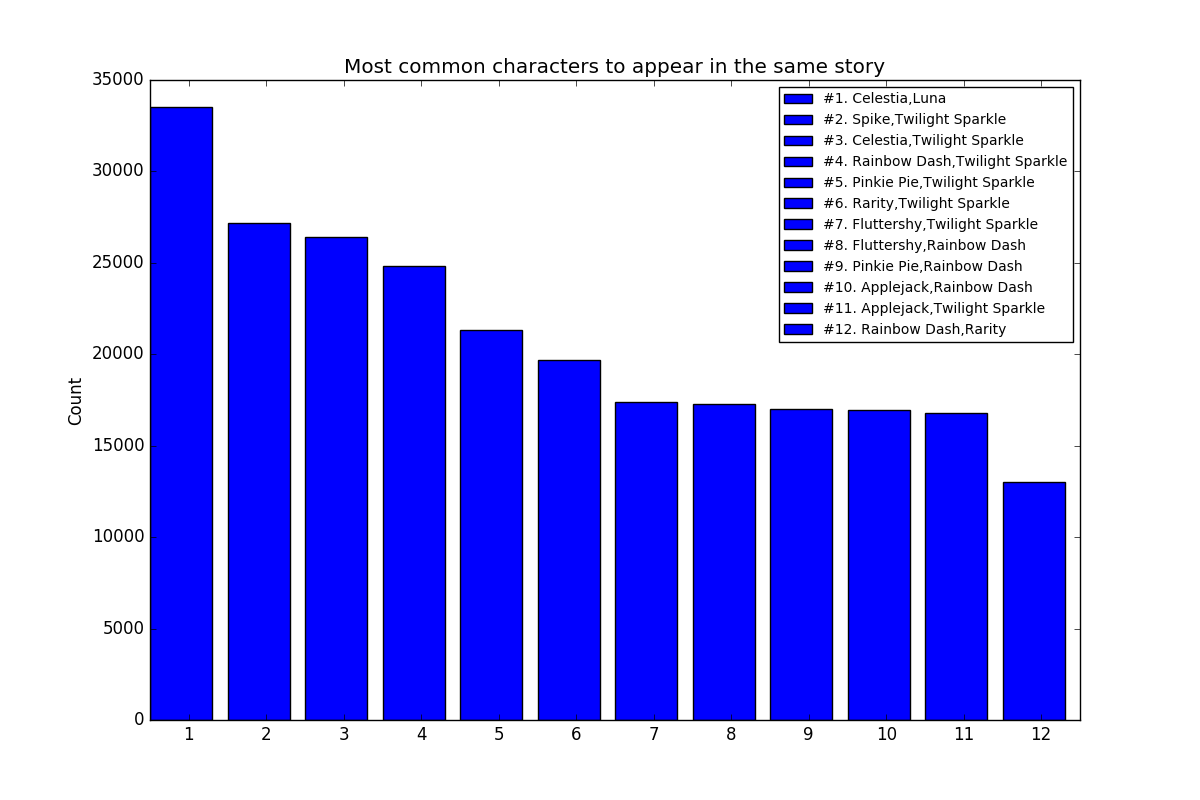 Most common characters to appear in the same story
35000
30000
25000
20000
15000
10000
5000
0
Count
#1. Celestia,Luna
#2. Spike,Twilight Sparkle
#3. Celestia,Twilight Sparkle
#4. Rainbow Dash,Twilight Sparkle
#5. Pinkie Pie,Twilight Sparkle
#6. Rarity,Twilight Sparkle
#7. Fluttershy,Twilight Sparkle
#8. Fluttershy,Rainbow Dash
#9. Pinkie Pie,Rainbow Dash
#10. Applejack,Rainbow Dash
#11. Applejack,Twilight Sparkle
#12. Rainbow Dash,Rarity
1 2 3 4 5 6 7 8 9 10 11 12